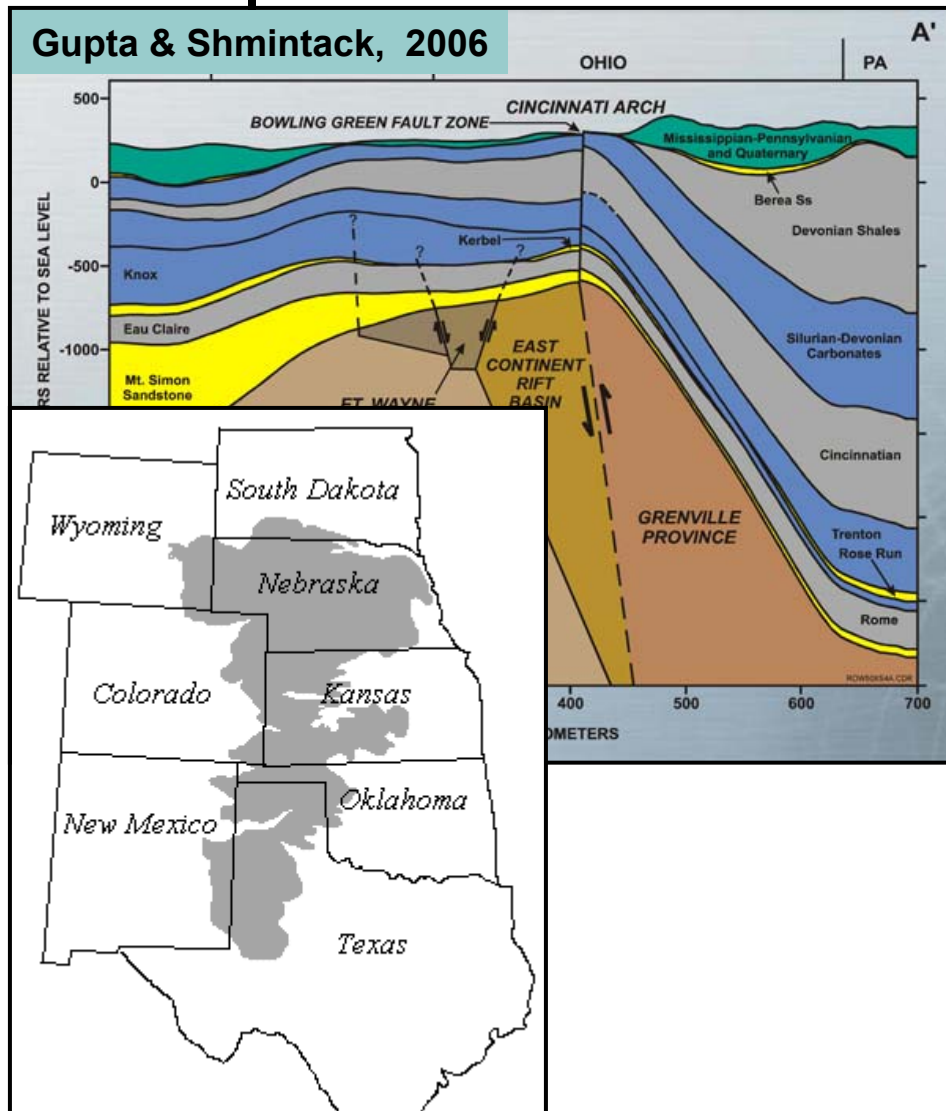 Gupta & Shmintack, 2006
A'
OHIO
PA
CINCINNATI ARCH
BOWLING GREEN FAULT ZONE
500
0
-500
-1000
RS RELATIVE TO SEA LEVEL
Mississippian-Pennsylvanian
and Quaternary
Berea Ss
Devonian Shales
?
?
?
Kerbel
Knox
Eau Claire
Mt. Simon
Sandstone
FT. WAYNE
EAST
CONTINENT
RIFT
BASIN
Silurian-Devonian
Carbonates
Cincinnatian
GRENVILLE
PROVINCE
Trenton
Rose Run
Rome
400
500
600
700
OMETERS
South Dakota
Wyoming
Nebraska
Colorado
Kansas
Oklahoma
New Mexico
Texas